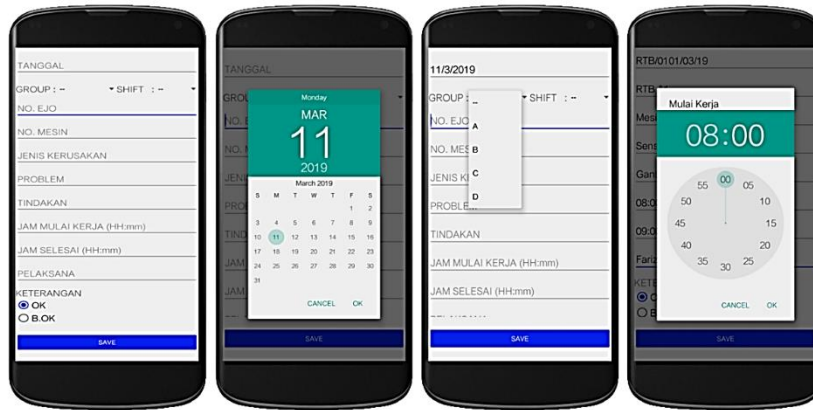 TANGGAL
GROUP : -- SHIFT : --
NO. EJO
NO. MESIN
JENIS KERUSAKAN
PROBLEM
TINDAKAN
JAM MULAI KERJA (HH:mm)
JAM SELESAI (HH:mm)
PELAKSANA
KETERANGAN
OK
B.OK
SAVE
TANGGAL
Monday
MAR
11
2019
March 2019
S M T W T F S
1 2
3 4 5 6 7 8 9
10 11 12 13 14 15 16
17 18 19 20 21 22 23
24 25 26 27 28 29 30
31
CANCEL OK
SAVE
11/3/2019
GROUP : SHIFT : --
--
NO. EJO
A
NO. MES
B
JENIS K
C
PROBLE
D
TINDAKAN
JAM MULAI KERJA (HH:mm)
JAM SELESAI (HH:mm)
SAVE
RTB/0101/03/19
Mulai Kerja
08:00
00
55 05
50 10
45 15
40 20
35 25
30
CANCEL OK
SAVE